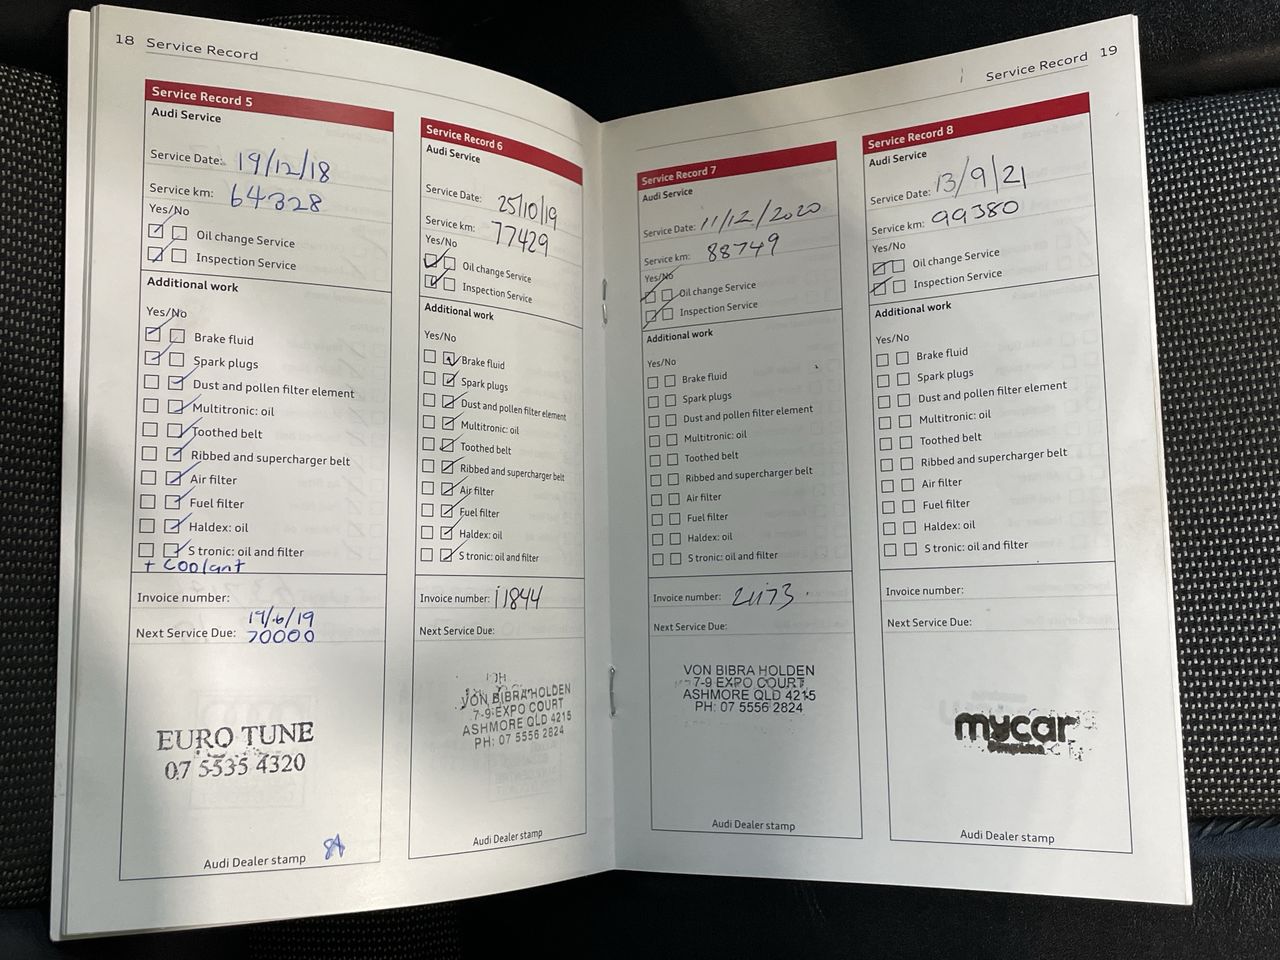 18 Service Record
Service Record 5
Audi Service
Service Date: 19/12/18
Service km: 64328
Yes/No
Oil change Service
Inspection Service
Additional work
Yes/No
Brake fluid
Spark plugs
Dust and pollen filter element
Multitronic: oil
Toothed belt
Ribbed and supercharger belt
Air filter
Fuel filter
Haldex: oil
S tronic: oil and filter
+ Coolant
Invoice number:
19/6/19
Next Service Due: 70000
EURO TUNE
07 5535 4320
Audi Dealer stamp
Service Record 6
Audi Service
Service Date: 25/10/19
Service km: 77429
Yes/No
Oil change Service
Inspection Service
Additional work
Yes/No
Brake fluid
Spark plugs
Dust and pollen filter element
Multitronic: oil
Toothed belt
Ribbed and supercharger belt
Air filter
Fuel filter
Haldex: oil
S tronic: oil and filter
Invoice number: i1844
Next Service Due:
VON BIBRA HOLDEN
7-9 EXPO COURT
ASHMORE QLD 4215
PH: 07 5556 2824
Audi Dealer stamp
Service Record 19
Service Record 7
Audi Service
Service Date: 11/12/2020
Service km: 88749
Yes/No
Oil change Service
Inspection Service
Additional work
Yes/No
Brake fluid
Spark plugs
Dust and pollen filter element
Multitronic: oil
Toothed belt
Ribbed and supercharger belt
Air filter
Fuel filter
Haldex: oil
S tronic: oil and filter
Invoice number:
Next Service Due:
VON BIBRA HOLDEN
7-9 EXPO COURT
ASHMORE QLD 4215
PH: 07 5556 2824
Audi Dealer stamp
Service Record 8
Audi Service
Service Date: 13/9/21
Service km: 99380
Yes/No
Oil change Service
Inspection Service
Additional work
Yes/No
Brake fluid
Spark plugs
Dust and pollen filter element
Multitronic: oil
Toothed belt
Ribbed and supercharger belt
Air filter
Fuel filter
Haldex: oil
S tronic: oil and filter
Invoice number:
Next Service Due:
mycar
Audi Dealer stamp